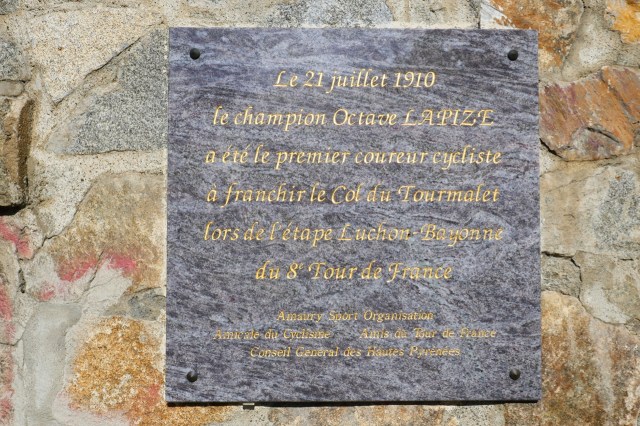 Le 21 juillet 1910
le champion Octave LAPIZE
a été le premier coureur cycliste
à franchir le Col du Tourmalet
lors de l'étape Luchon-Bayonne
du 8e Tour de France
Amaury Sport Organisation
Amicale du Cyclisme Amis du Tour de France
Conseil Général des Hautes Pyrénées